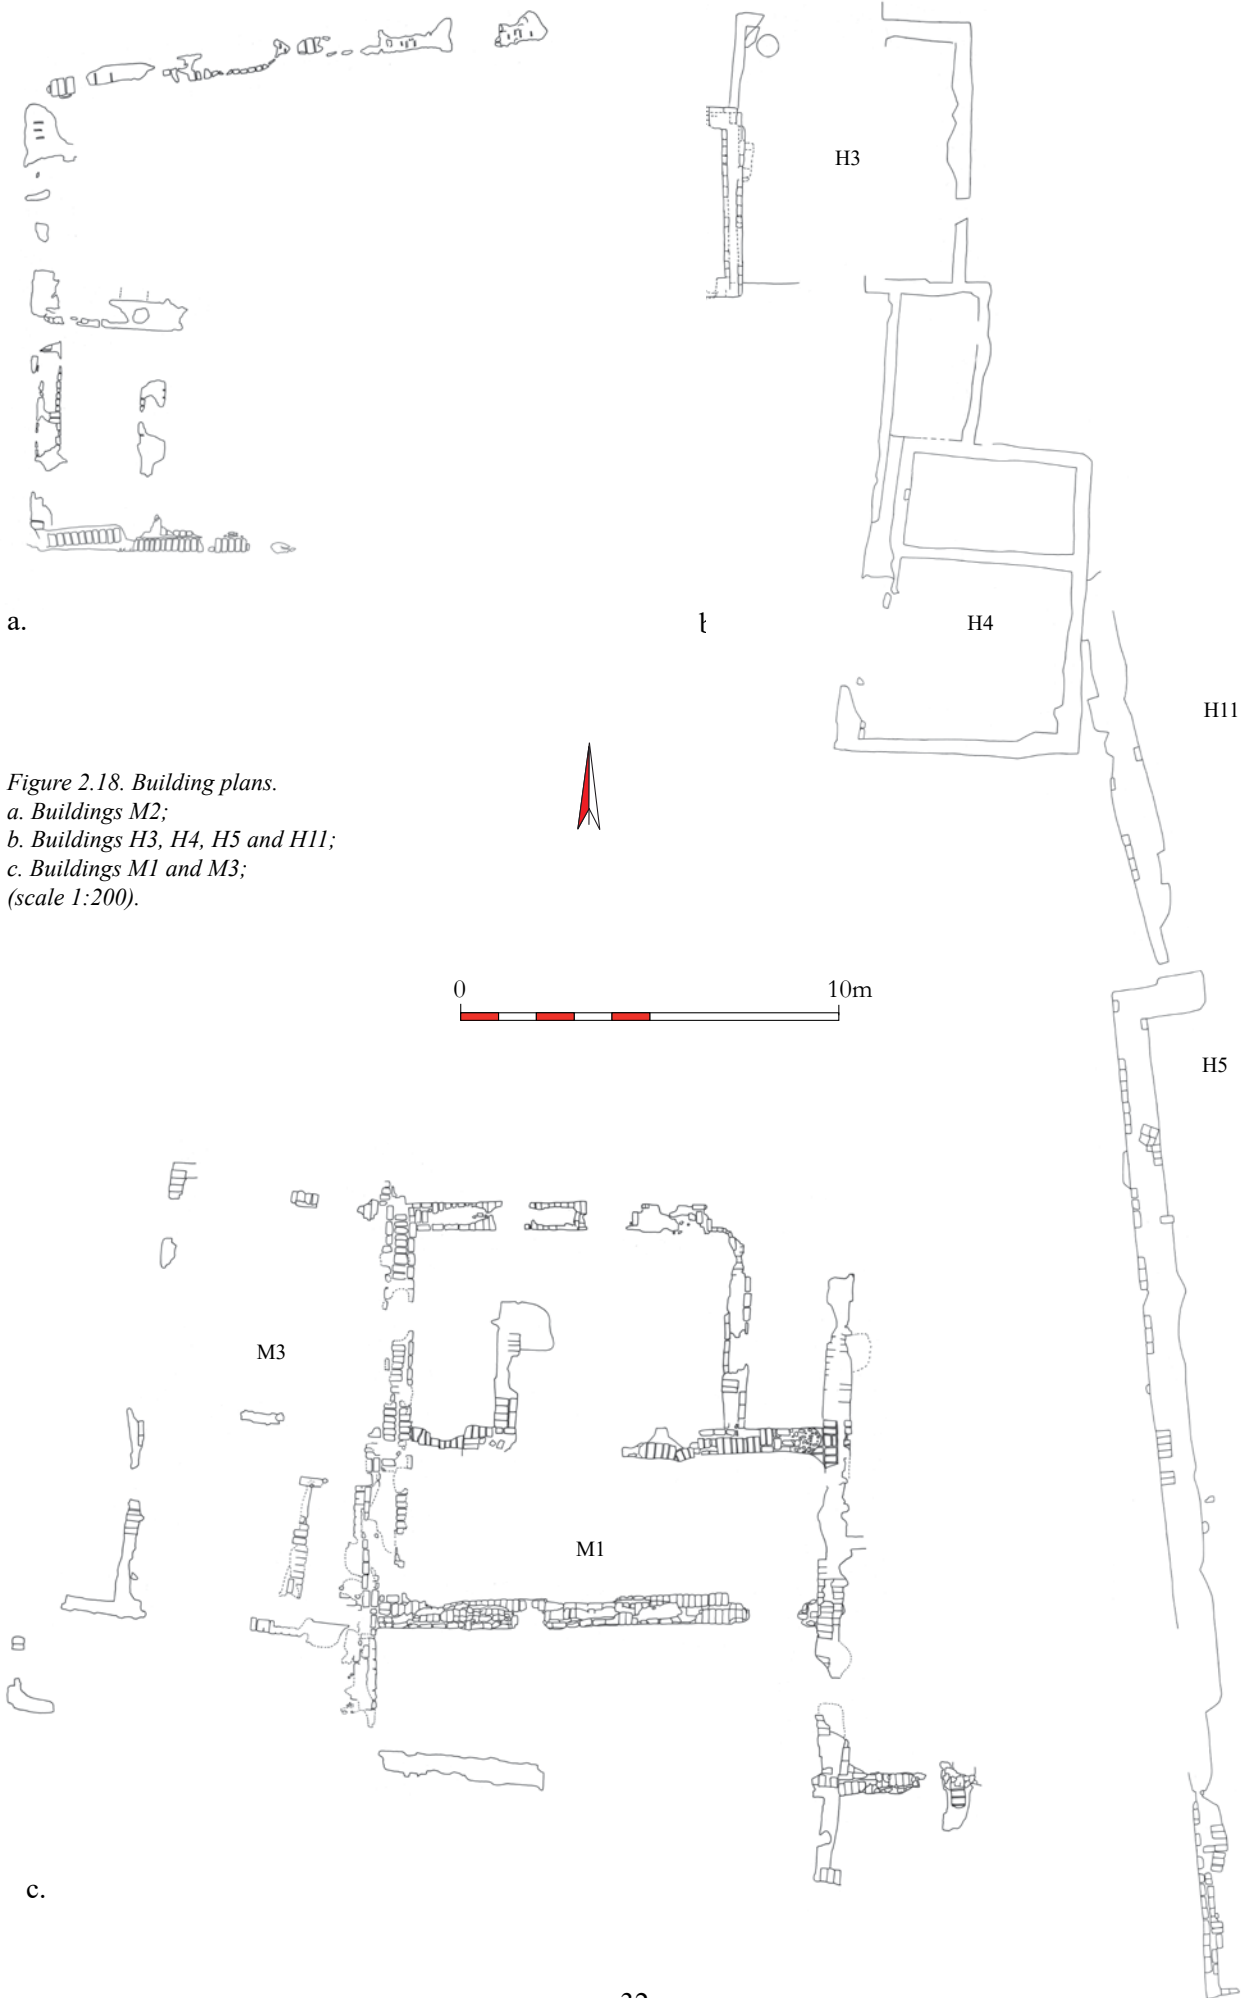 H3
a.
H4
H11
Figure 2.18. Building plans.
a. Buildings M2;
b. Buildings H3, H4, H5 and H11;
c. Buildings M1 and M3;
(scale 1:200).
0 10m
H5
M3
M1
c.